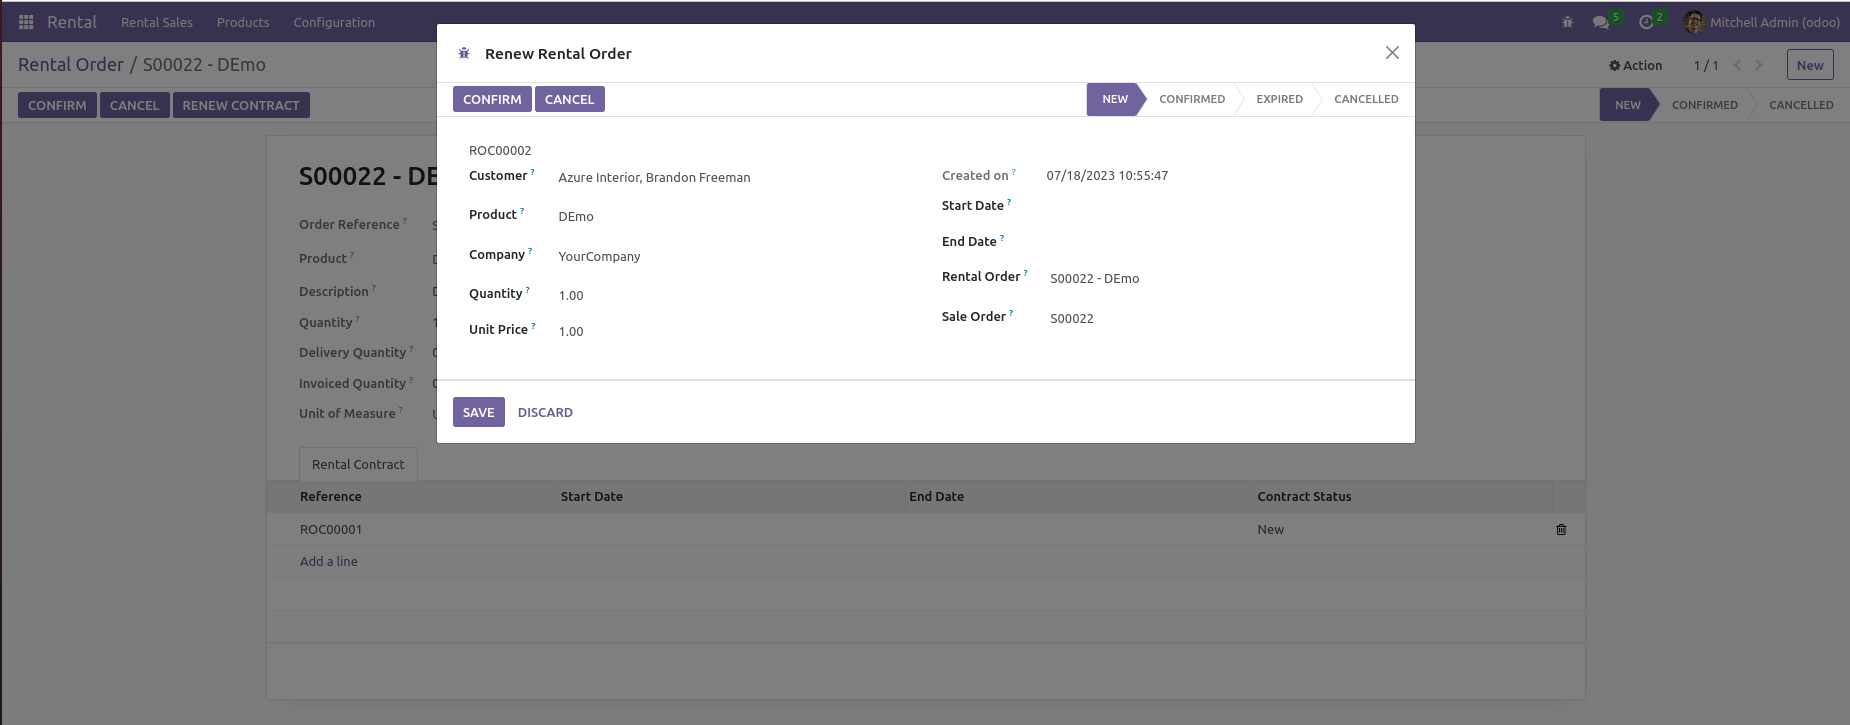 Rental Rental Sales Products Configuration 5 2 Mitchell Admin (odoo)
Renew Rental Order
Rental Order / S00022 - DEmo Action 1 / 1 New
CONFIRM CANCEL RENEW CONTRACT NEW CONFIRMED CANCELLED
CONFIRM CANCEL NEW CONFIRMED EXPIRED CANCELLED
ROC00002
Customer ? Azure Interior, Brandon Freeman Created on ? 07/18/2023 10:55:47
Start Date ?
Product ? DEmo
End Date ?
Company ? YourCompany
Rental Order ? S00022 - DEmo
Quantity ? 1.00
Sale Order ? S00022
Unit Price ? 1.00
SAVE DISCARD
S00022 - DE
Order Reference ?
Product ?
Description ?
Quantity ?
Delivery Quantity ?
Invoiced Quantity ?
Unit of Measure ?
Rental Contract
Reference Start Date End Date Contract Status
ROC00001 New
Add a line